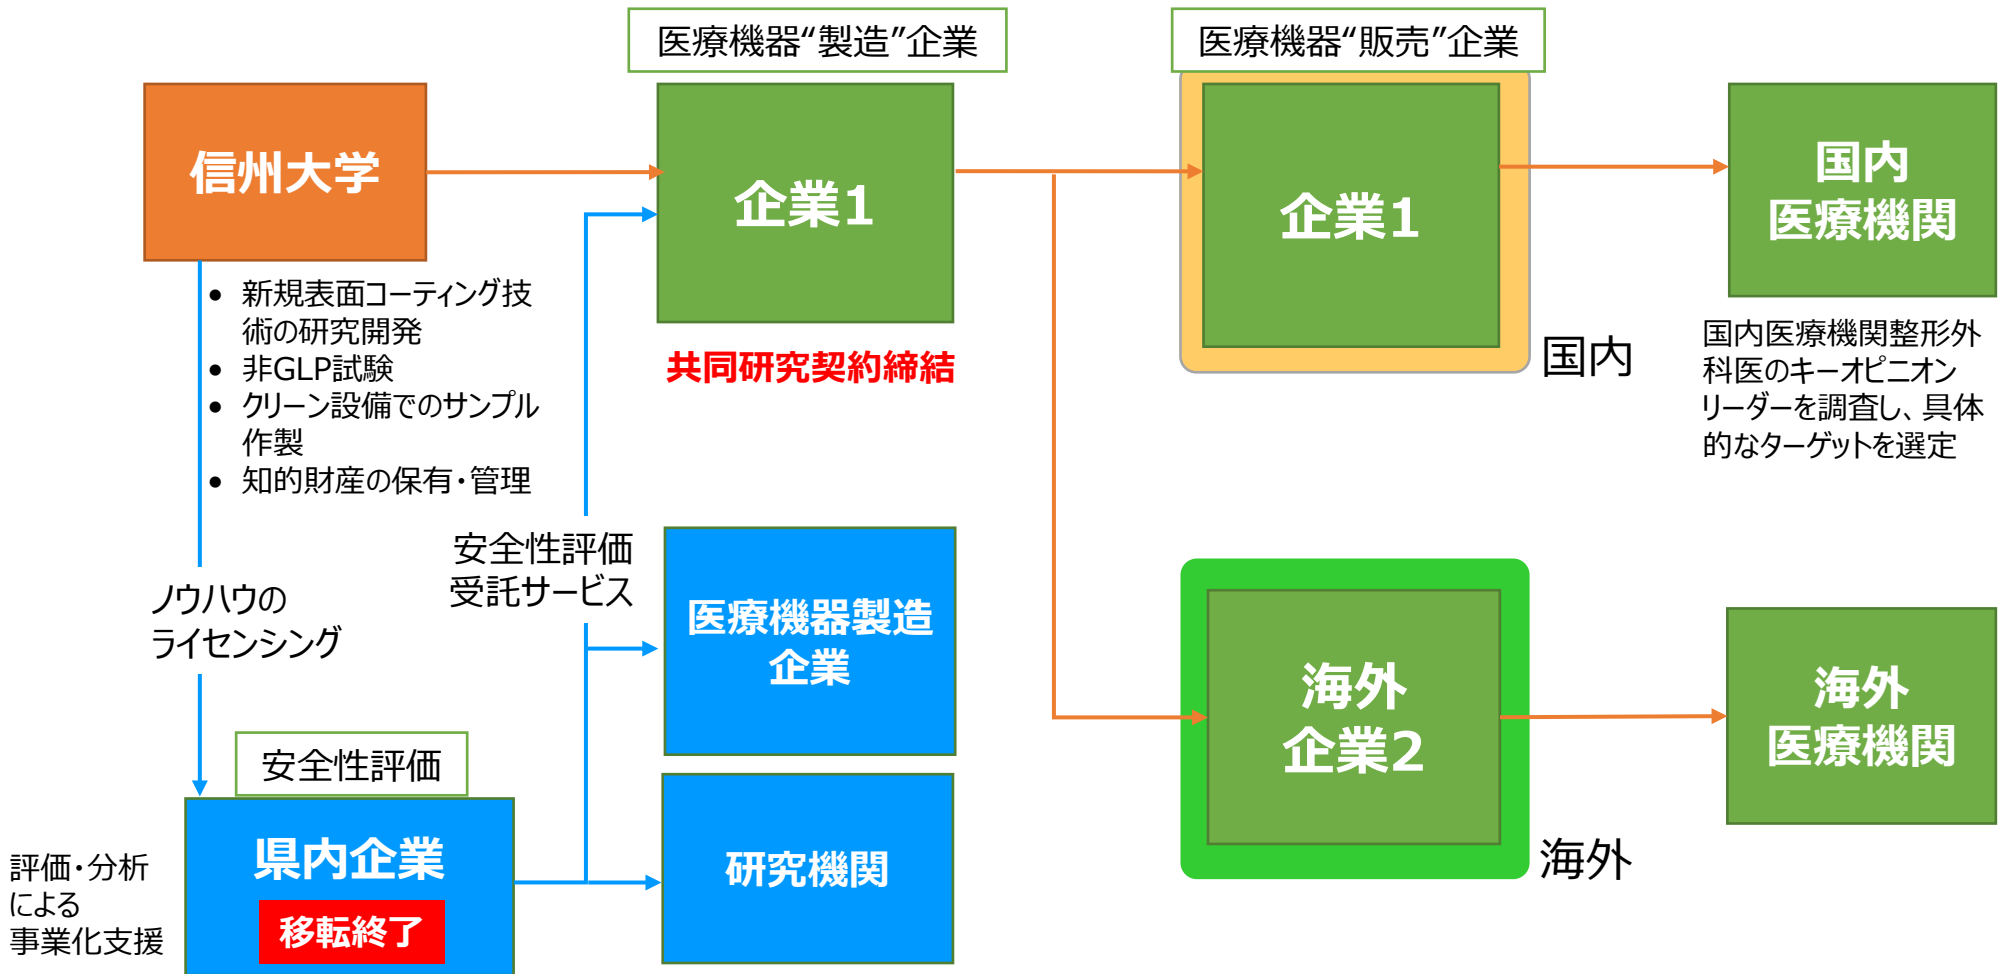 医療機器“製造”企業
医療機器“販売”企業
信州大学
企業1
企業1
国内
医療機関
共同研究契約締結
国内
• 新規表面コーティング技
術の研究開発
• 非GLP試験
• クリーン設備でのサンプル
作製
• 知的財産の保有・管理
国内医療機関整形外
科医のキーオピニオン
リーダーを調査し、具体
的なターゲットを選定
ノウハウの
ライセンシング
安全性評価
受託サービス
医療機器製造
企業
海外
企業2
海外
医療機関
海外
安全性評価
県内企業
移転終了
評価・分析
による
事業化支援
研究機関